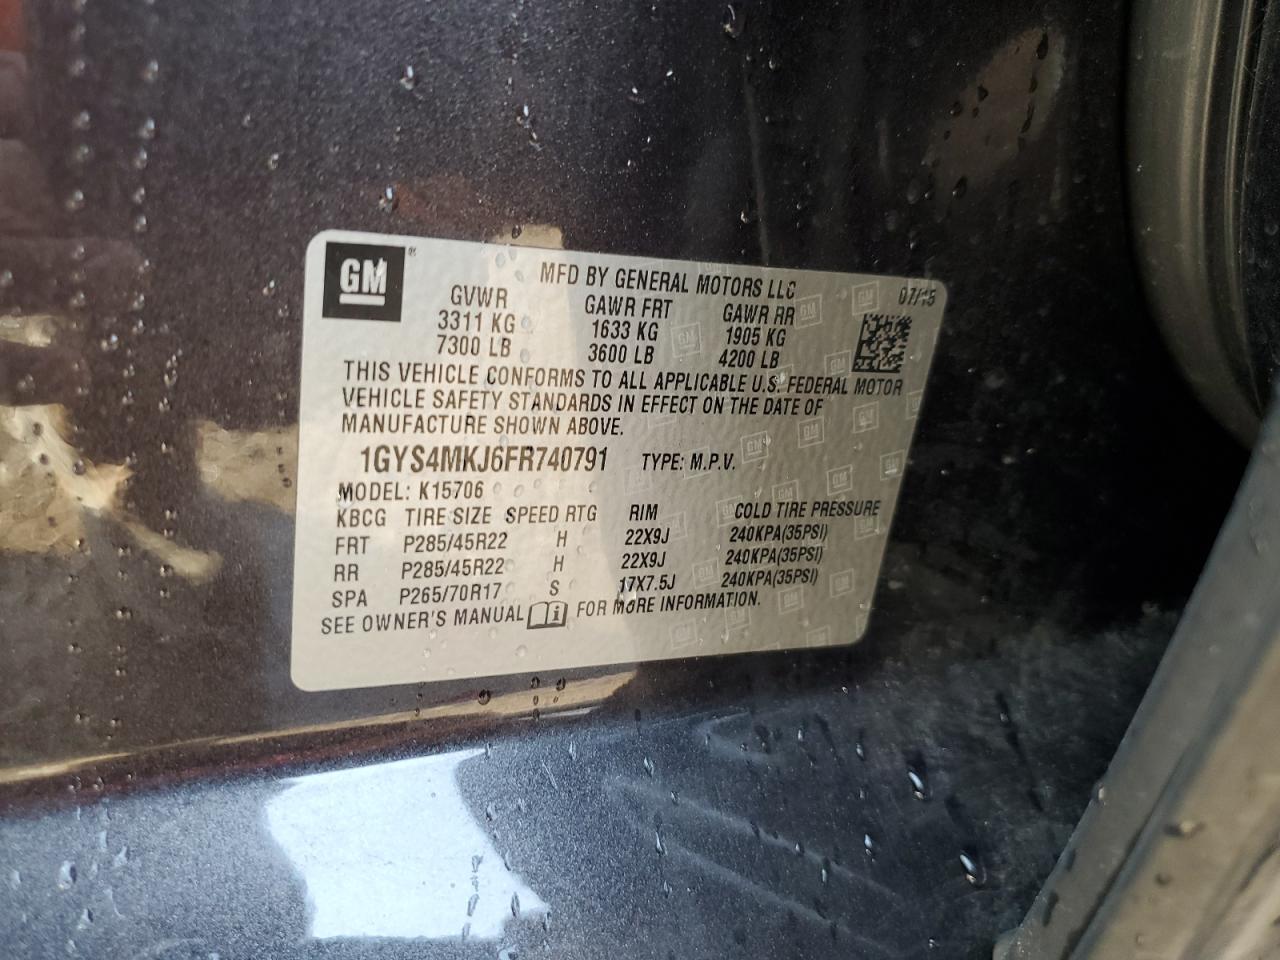 GM
MFD BY GENERAL MOTORS LLC
07/15
GVWR GAWR FRT GAWR RR
3311 KG 1633 KG 1905 KG
7300 LB 3600 LB 4200 LB
THIS VEHICLE CONFORMS TO ALL APPLICABLE U.S. FEDERAL MOTOR
VEHICLE SAFETY STANDARDS IN EFFECT ON THE DATE OF
MANUFACTURE SHOWN ABOVE.
1GYS4MKJ6FR740791 TYPE: M.P.V.
MODEL: K15706
KBCG TIRE SIZE SPEED RTG RIM COLD TIRE PRESSURE
FRT P285/45R22 H 22X9J 240KPA(35PSI)
RR P285/45R22 H 22X9J 240KPA(35PSI)
SPA P265/70R17 S 17X7.5J 240KPA(35PSI)
SEE OWNER'S MANUAL i FOR MORE INFORMATION.